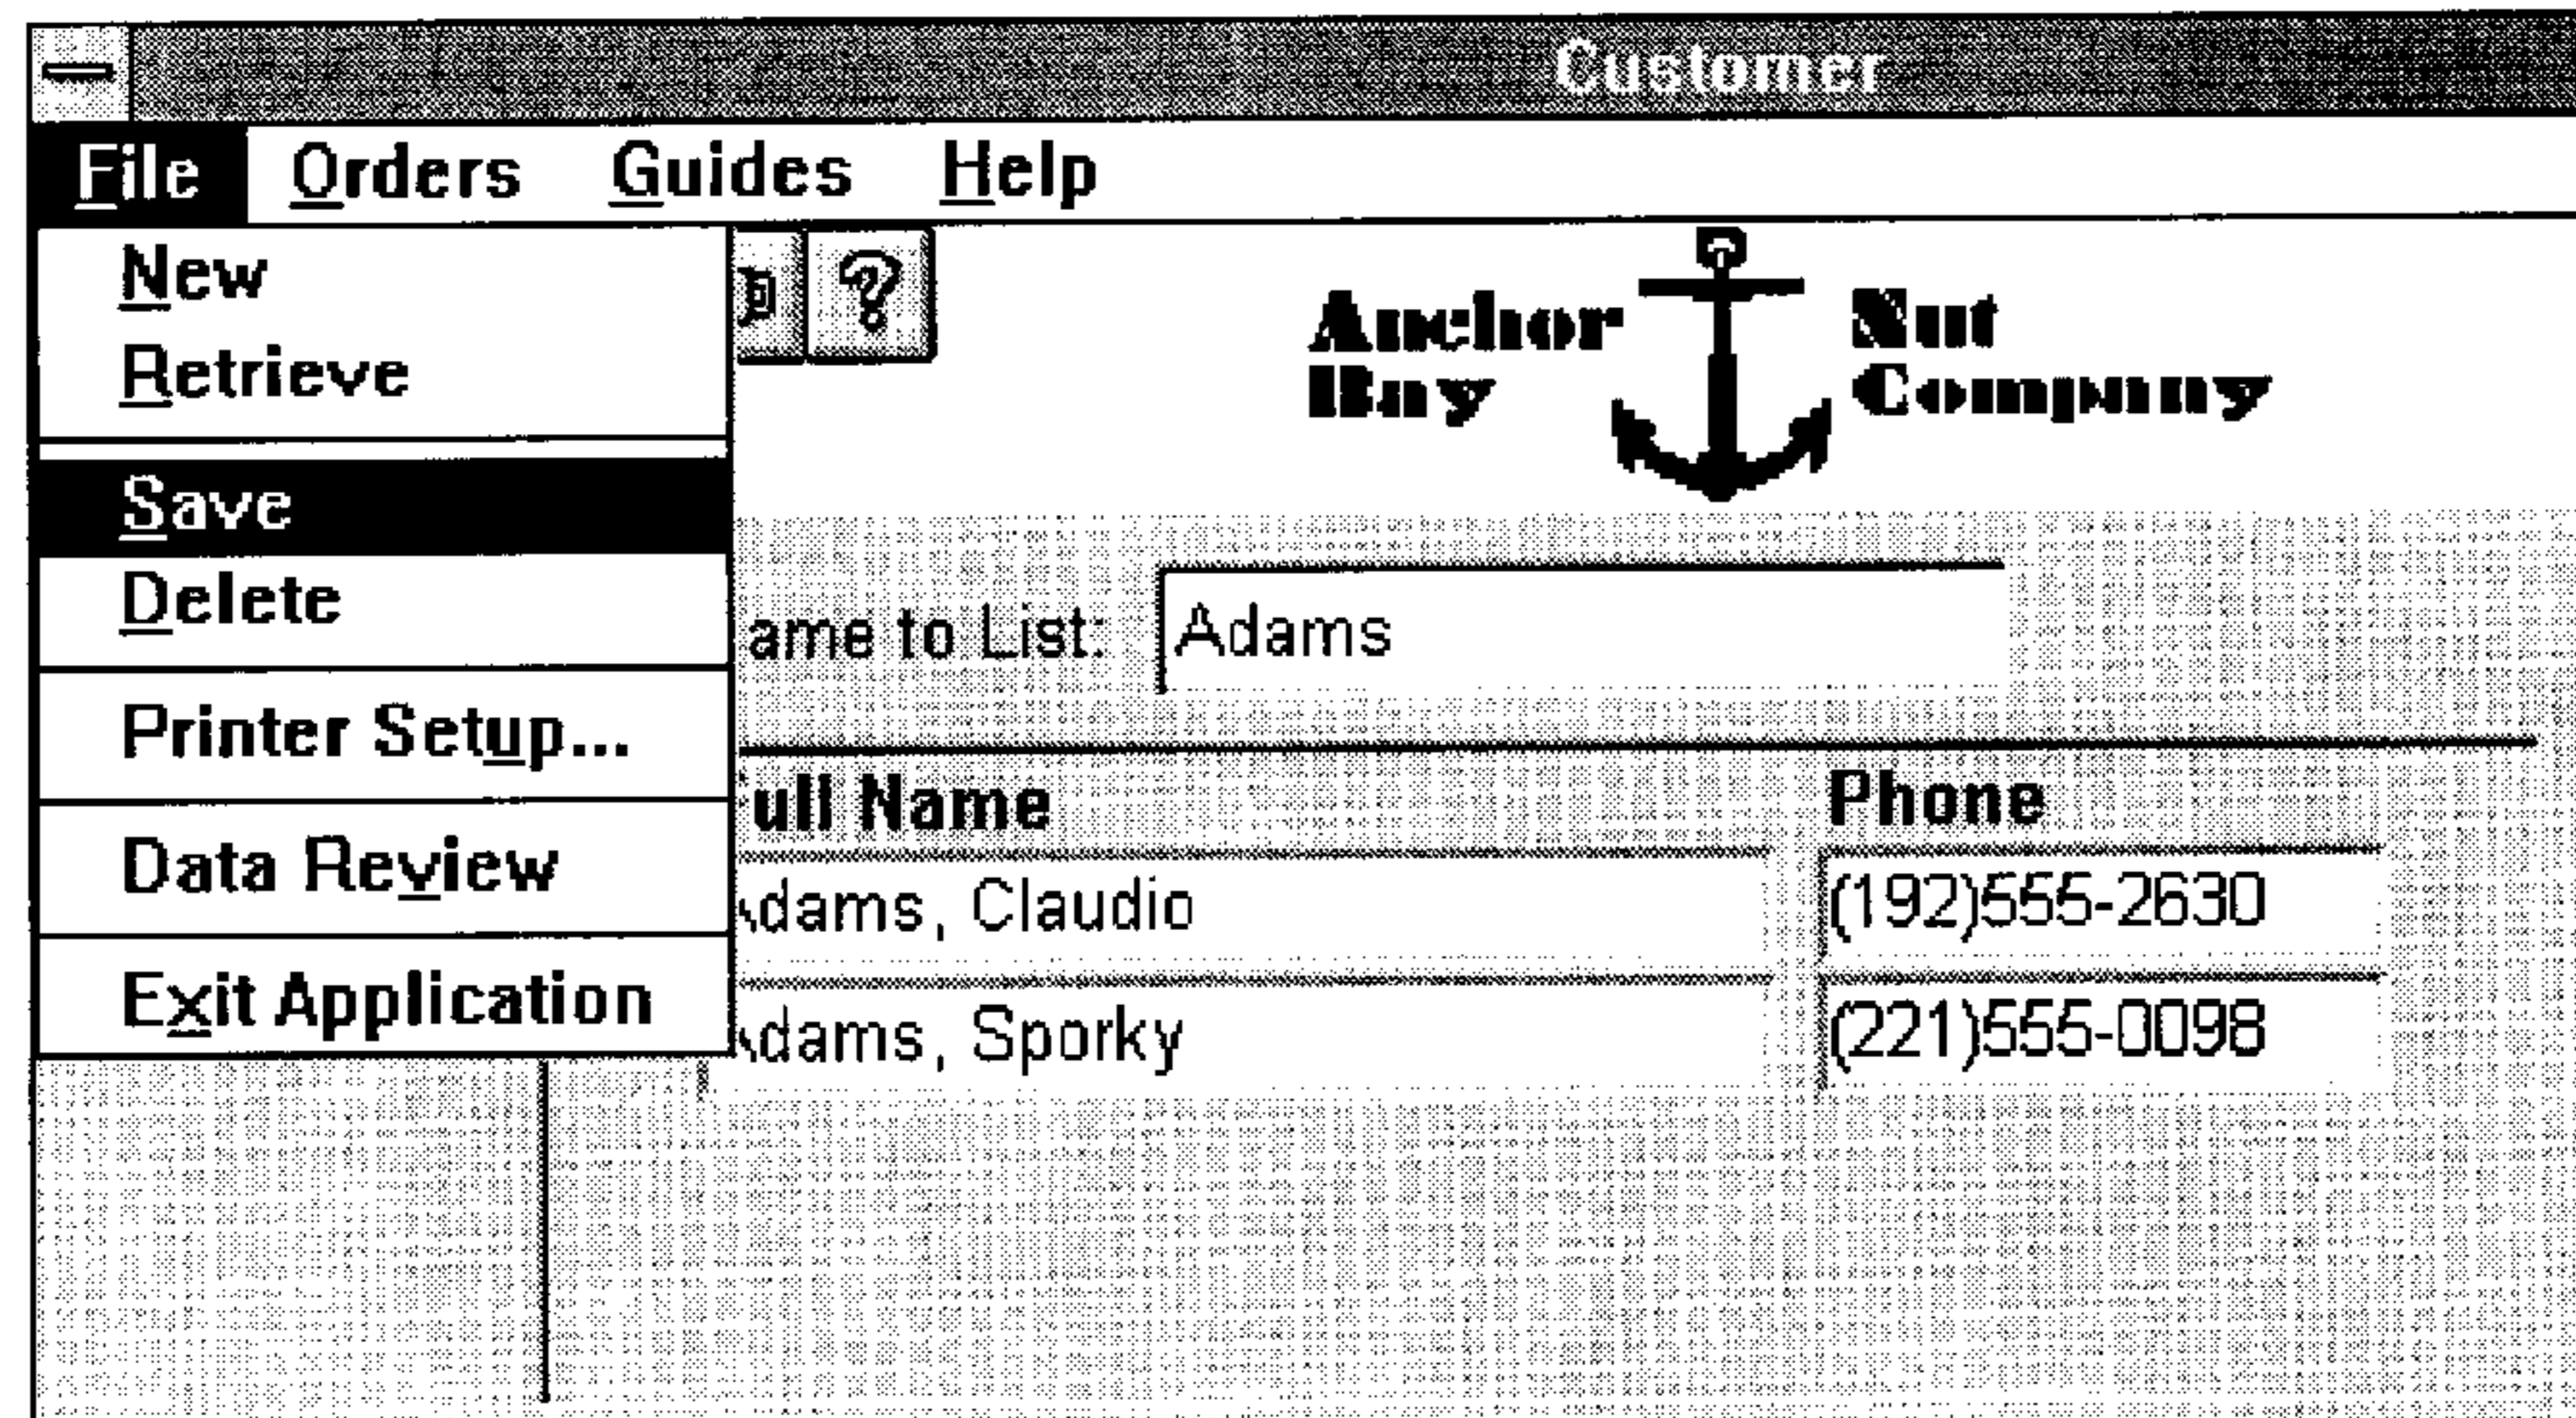 Customer
File Orders Guides Help
New
Retrieve
Save
Delete
Printer Setup...
Data Review
Exit Application
?
Anchor Nut
Bay Company
ame to List: Adams
ull Name Phone
dams, Claudio (192)555-2630
dams, Sporky (221)555-0098